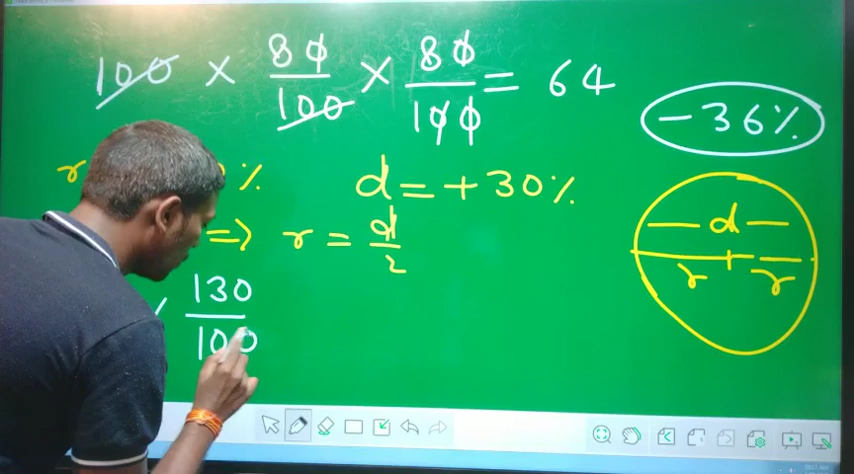 100 × 80/100 × 80/100 = 64
-36%
r % d = +30%
⇒ r = d/2
d
r r
× 130/100